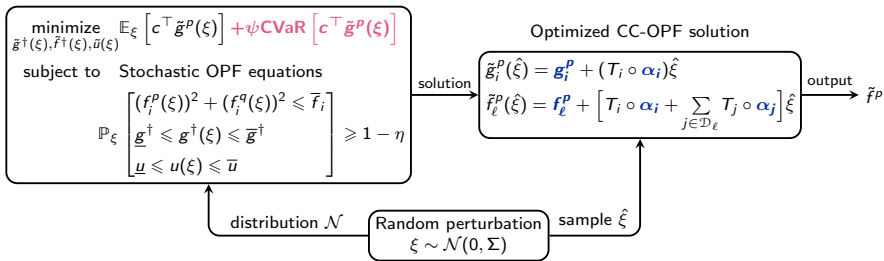 minimize 𝔼_ξ [c^⊤ g̃^p(ξ)] +ψCVaR [c^⊤ g̃^p(ξ)]
g̃^†(ξ),f̃^†(ξ),ũ(ξ)
subject to Stochastic OPF equations
ℙ_ξ [(f_i^p(ξ))^2 + (f_i^q(ξ))^2 ⩽ f̅_i
g̲^† ⩽ g^†(ξ) ⩽ g̅^†
u̲ ⩽ u(ξ) ⩽ u̅] ⩾ 1 − η
solution
Optimized CC-OPF solution
g̃_i^p(ξ̂) = g_i^p + (T_i ∘ α_i)ξ̂
f̃_ℓ^p(ξ̂) = f_ℓ^p + [T_i ∘ α_i + ∑_{j∈𝒟_ℓ} T_j ∘ α_j] ξ̂
output
f̃^p
distribution 𝒩
Random perturbation
ξ ∼ 𝒩(0, Σ)
sample ξ̂